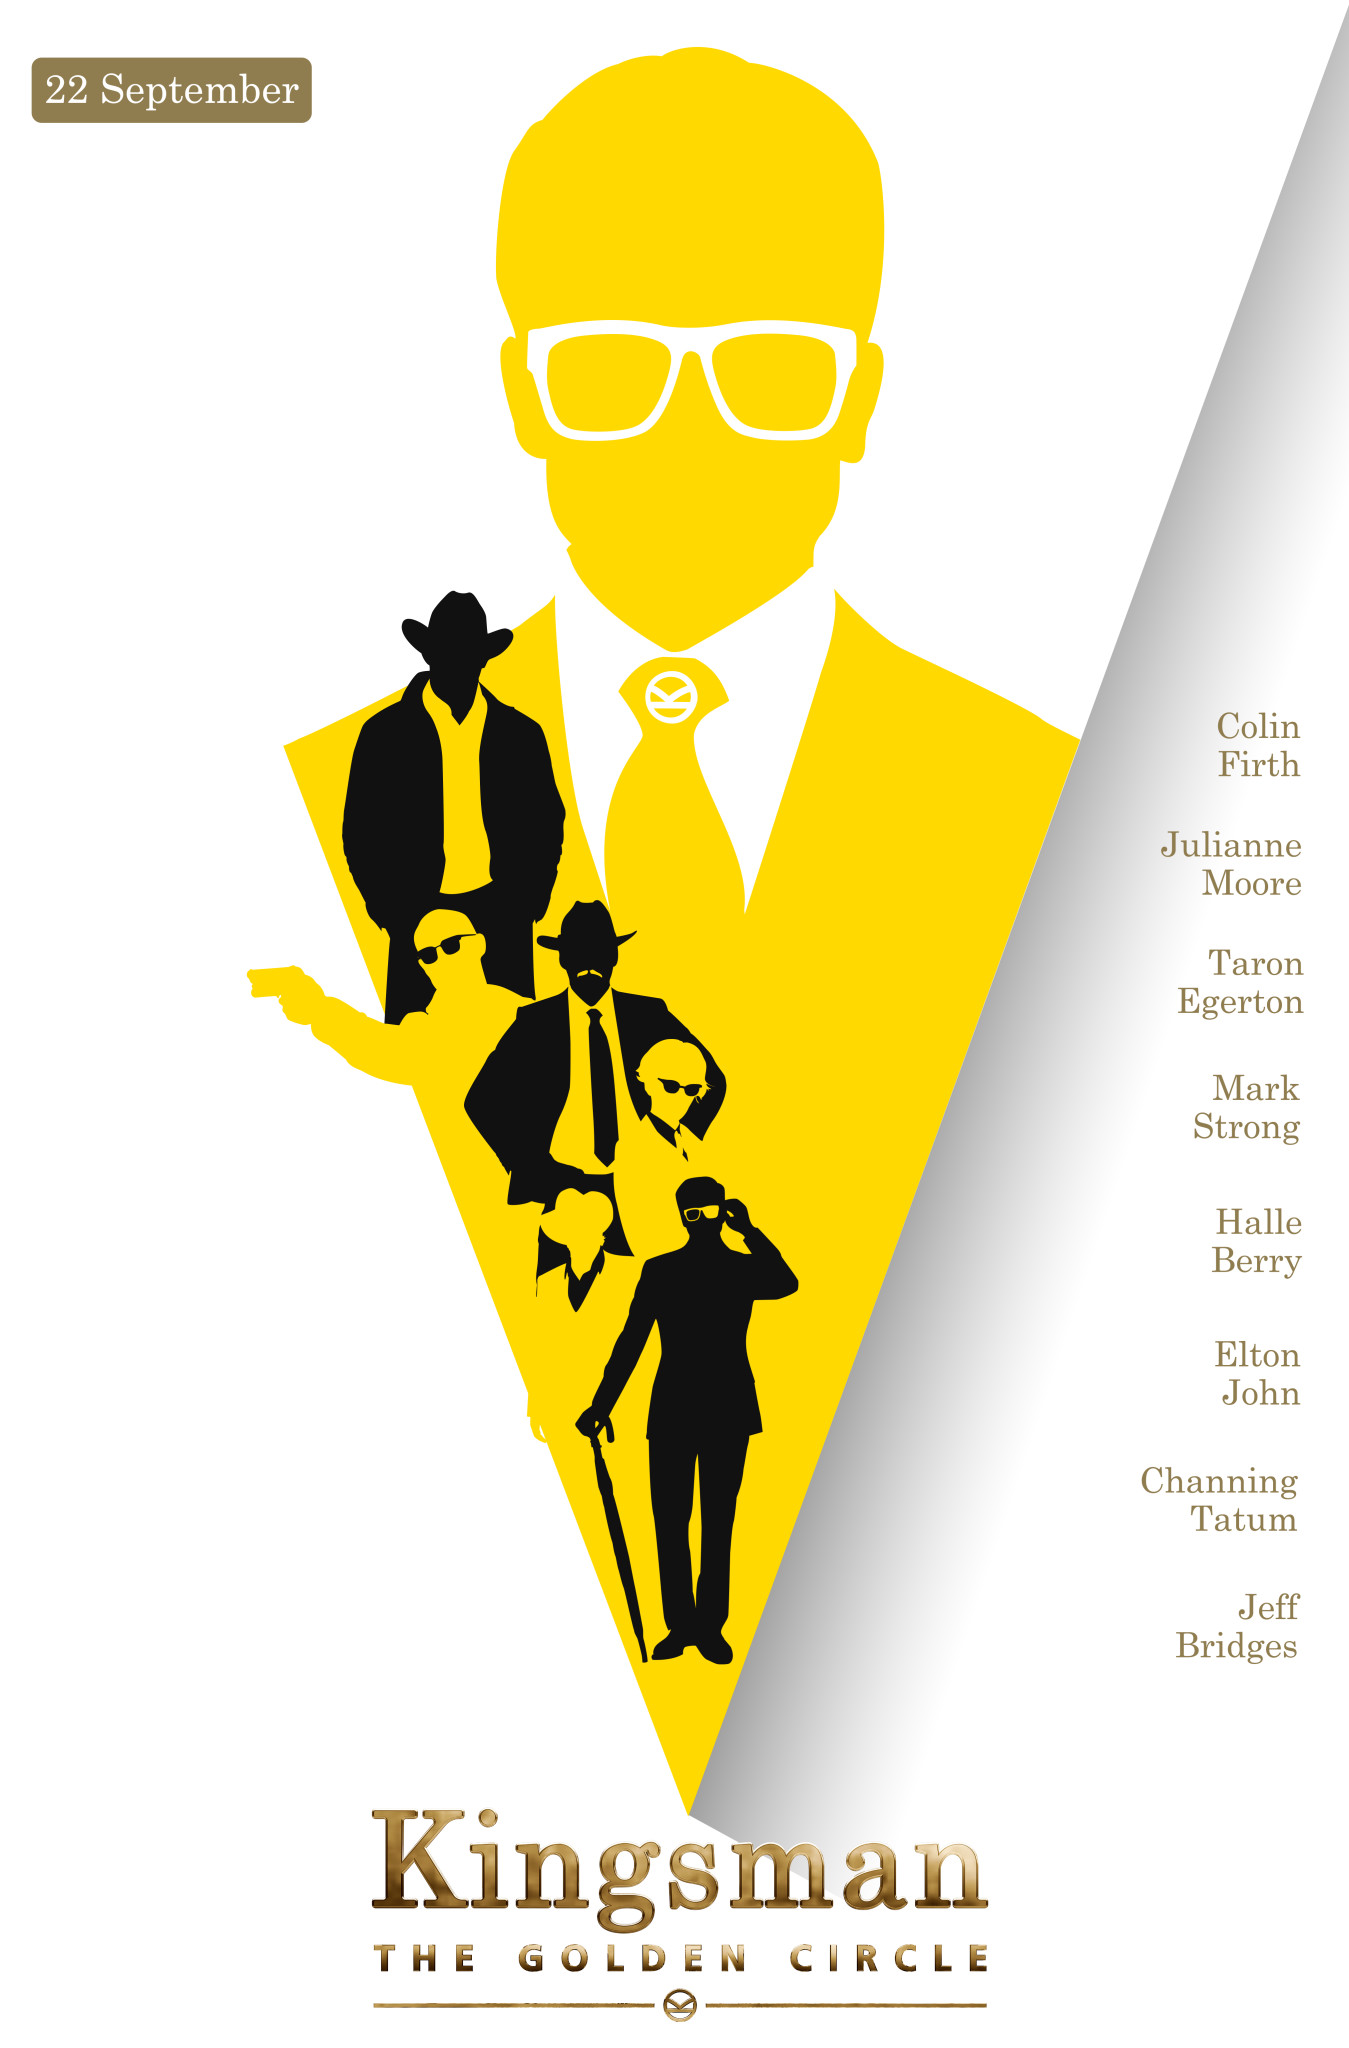 22 September
Colin
Firth
Julianne
Moore
Taron
Egerton
Mark
Strong
Halle
Berry
Elton
John
Channing
Tatum
Jeff
Bridges
Kingsman
THE GOLDEN CIRCLE